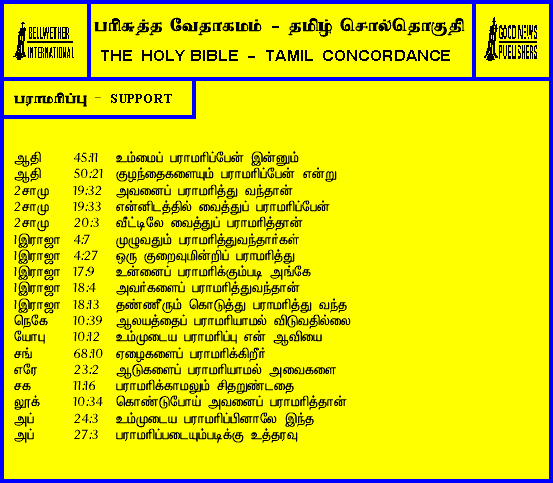 BELLWETHER
INTERNATIONAL
பரிசுத்த வேதாகமம் - தமிழ் சொல்தொகுதி
THE HOLY BIBLE - TAMIL CONCORDANCE
GOOD NEWS
PUBLISHERS
பராமரிப்பு - SUPPORT
ஆதி 45:11 உம்மைப் பராமரிப்பேன் இன்னும்
ஆதி 50:21 குழந்தைகளையும் பராமரிப்பேன் என்று
2சாமு 19:32 அவனைப் பராமரித்து வந்தான்
2சாமு 19:33 என்னிடத்தில் வைத்துப் பராமரிப்பேன்
2சாமு 20:3 வீட்டிலே வைத்துப் பராமரித்தான்
1இராஜா 4:7 முழுவதும் பராமரித்துவந்தார்கள்
1இராஜா 4:27 ஒரு குறைவுமின்றிப் பராமரித்து
1இராஜா 17:9 உன்னைப் பராமரிக்கும்படி அங்கே
1இராஜா 18:4 அவர்களைப் பராமரித்துவந்தான்
1இராஜா 18:13 தண்ணீரும் கொடுத்து பராமரித்து வந்த
நெகே 10:39 ஆலயத்தைப் பராமரியாமல் விடுவதில்லை
யோபு 10:12 உம்முடைய பராமரிப்பு என் ஆவியை
சங் 68:10 ஏழைகளைப் பராமரிக்கிறீர்
எரே 23:2 ஆடுகளைப் பராமரியாமல் அவைகளை
சக 11:16 பராமரிக்காமலும் சிதறுண்டதை
லூக் 10:34 கொண்டுபோய் அவனைப் பராமரித்தான்
அப் 24:3 உம்முடைய பராமரிப்பினாலே இந்த
அப் 27:3 பராமரிப்படையும்படிக்கு உத்தரவு